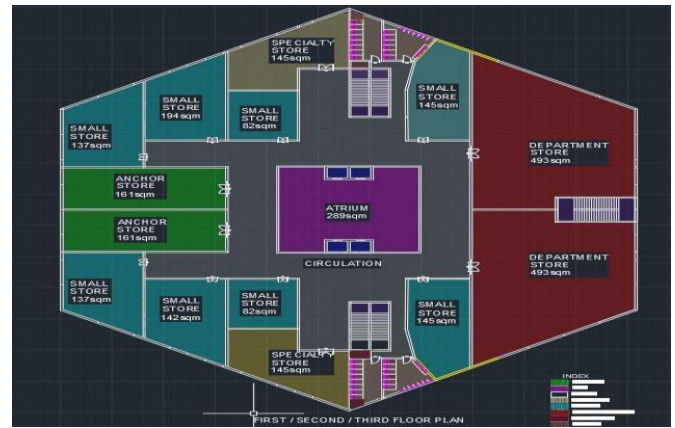 SPECIALTY
STORE
145sqm
SMALL
STORE
145sqm
SMALL
STORE
194sqm
SMALL
STORE
82sqm
SMALL
STORE
137sqm
DEPARTMENT
STORE
493sqm
ANCHOR
STORE
161sqm
ATRIUM
289sqm
ANCHOR
STORE
161sqm
CIRCULATION
DEPARTMENT
STORE
493sqm
SMALL
STORE
137sqm
SMALL
STORE
142sqm
SMALL
STORE
82sqm
SMALL
STORE
145sqm
SPECIALTY
STORE
145sqm
INDEX
FIRST / SECOND / THIRD FLOOR PLAN